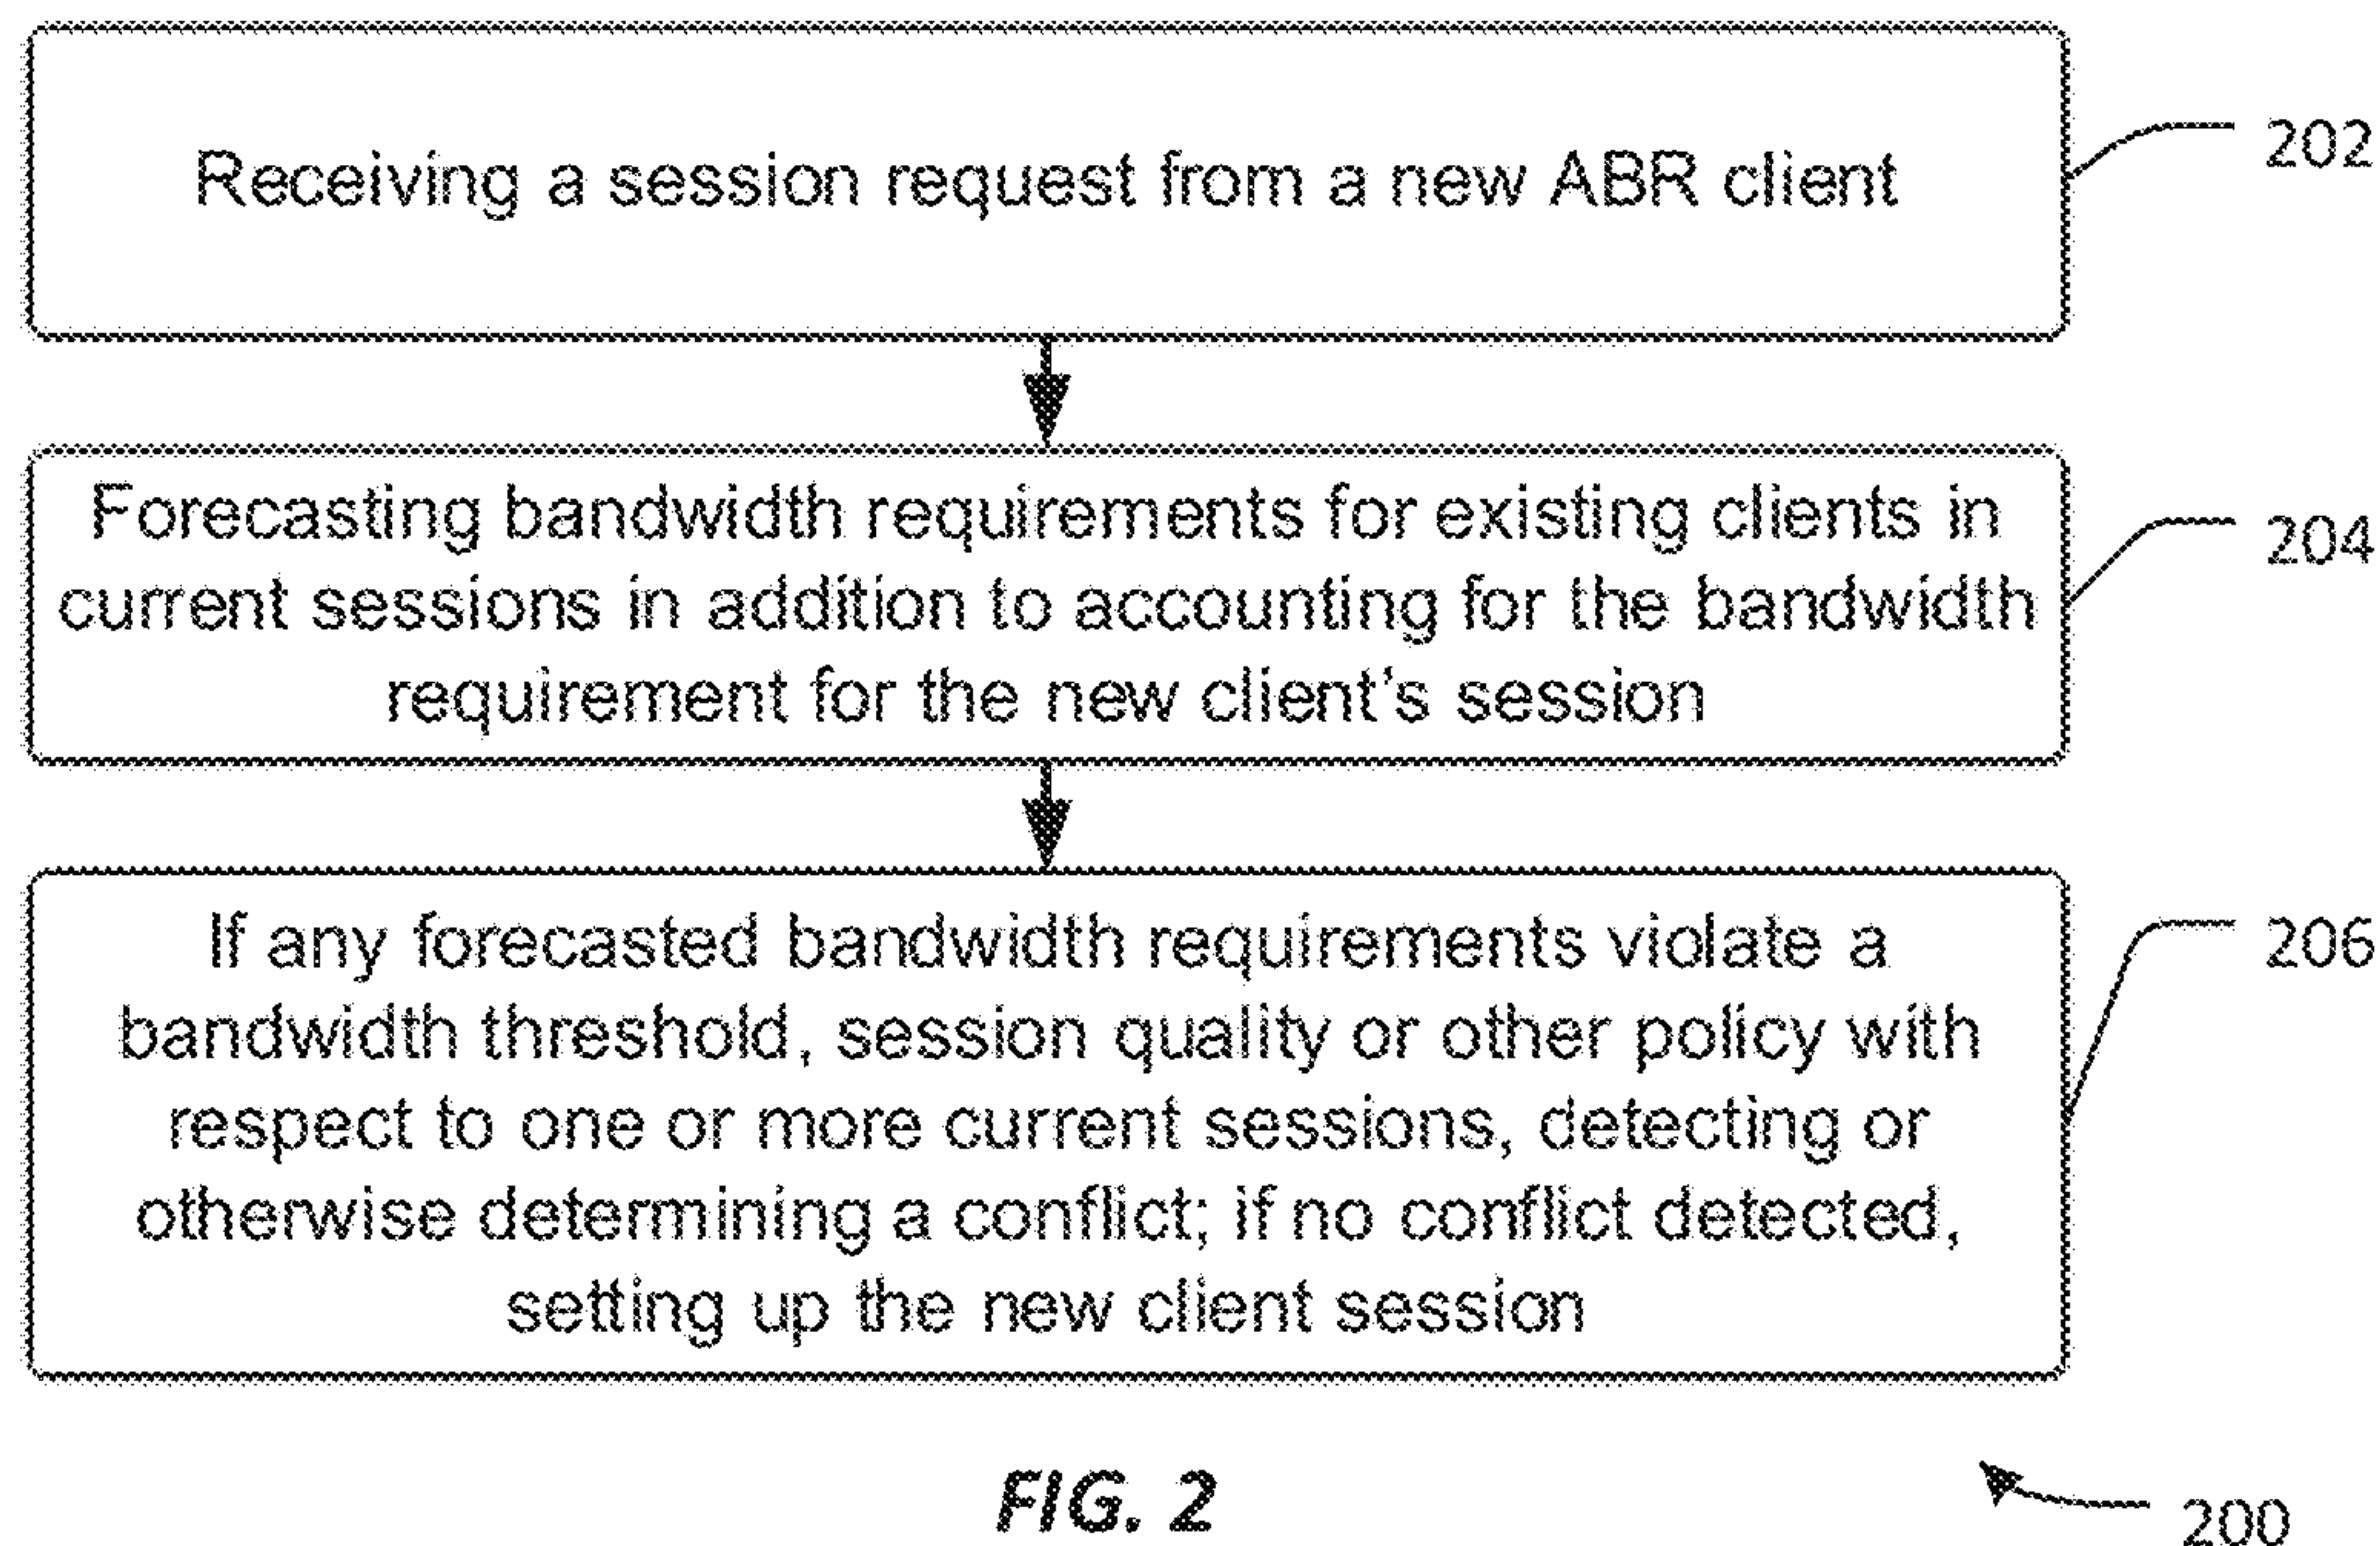 Receiving a session request from a new ABR client
202
Forecasting bandwidth requirements for existing clients in
current sessions in addition to accounting for the bandwidth
requirement for the new client's session
204
If any forecasted bandwidth requirements violate a
bandwidth threshold, session quality or other policy with
respect to one or more current sessions, detecting or
otherwise determining a conflict; if no conflict detected,
setting up the new client session
206
FIG. 2
200